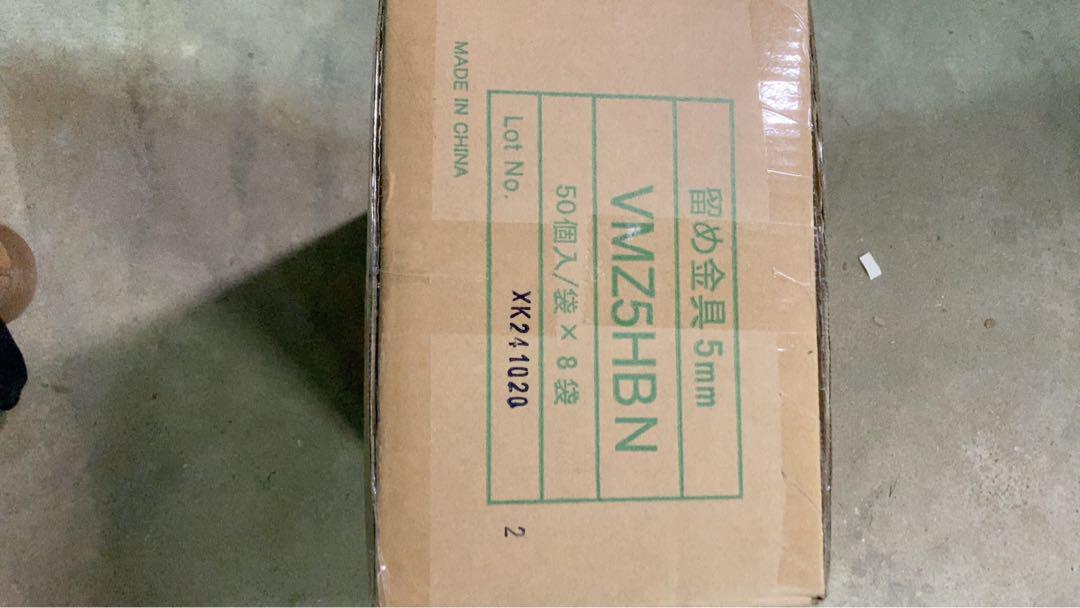 留め金具 5mm
VMZ5HBN
50個入/袋 × 8袋
Lot No. XK241020
2
MADE IN CHINA